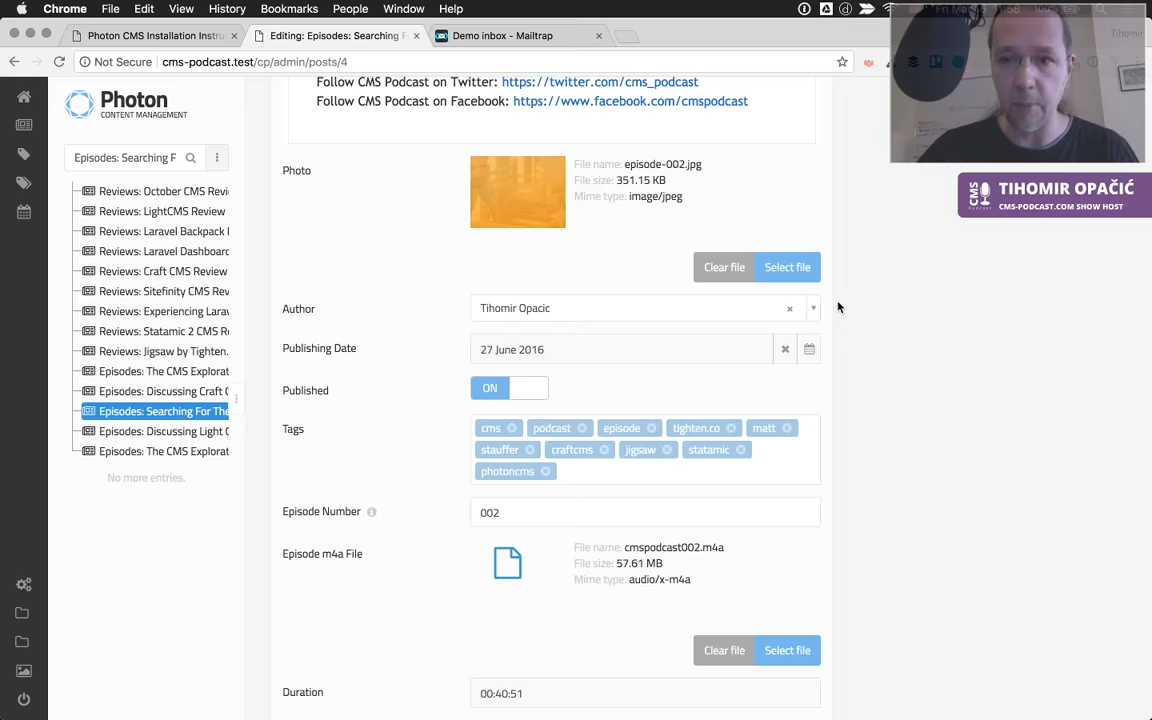 Chrome File Edit View History Bookmarks People Window Help
Photon CMS Installation Instru
Editing: Episodes: Searching F
Demo inbox - Mailtrap
Not Secure cms-podcast.test/cp/admin/posts/4
Tihomir
Photon
CONTENT MANAGEMENT
Episodes: Searching F
Reviews: October CMS Revi
Reviews: LightCMS Review
Reviews: Laravel Backpack
Reviews: Laravel Dashboard
Reviews: Craft CMS Review
Reviews: Sitefinity CMS Rev
Reviews: Experiencing Larav
Reviews: Statamic 2 CMS R
Reviews: Jigsaw by Tighten.
Episodes: The CMS Explorat
Episodes: Discussing Craft C
Episodes: Searching For The
Episodes: Discussing Light C
Episodes: The CMS Explorat
No more entries.
Follow CMS Podcast on Twitter: https://twitter.com/cms_podcast
Follow CMS Podcast on Facebook: https://www.facebook.com/cmspodcast
Photo
File name: episode-002.jpg
File size: 351.15 KB
Mime type: image/jpeg
Clear file Select file
Author
Tihomir Opacic
Publishing Date
27 June 2016
Published
ON
Tags
cms podcast episode tighten.co matt
stauffer craftcms jigsaw statamic
photoncms
Episode Number
002
Episode m4a File
File name: cmspodcast002.m4a
File size: 57.61 MB
Mime type: audio/x-m4a
Clear file Select file
Duration
00:40:51
CMS
TIHOMIR OPAČIĆ
CMS-PODCAST.COM SHOW HOST